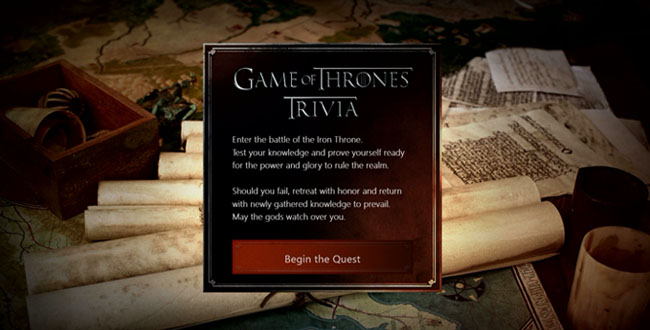 GAME OF THRONES
TRIVIA
Enter the battle of the Iron Throne.
Test your knowledge and prove yourself ready
for the power and glory to rule the realm.
Should you fail, retreat with honor and return
with newly gathered knowledge to prevail.
May the gods watch over you.
Begin the Quest